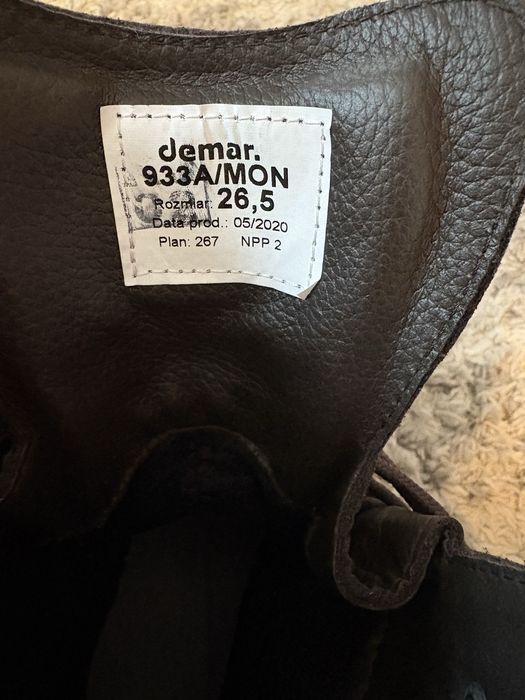 demar.
933A/MON
Rozmiar: 26,5
Data prod.: 05/2020
Plan: 267 NPP 2